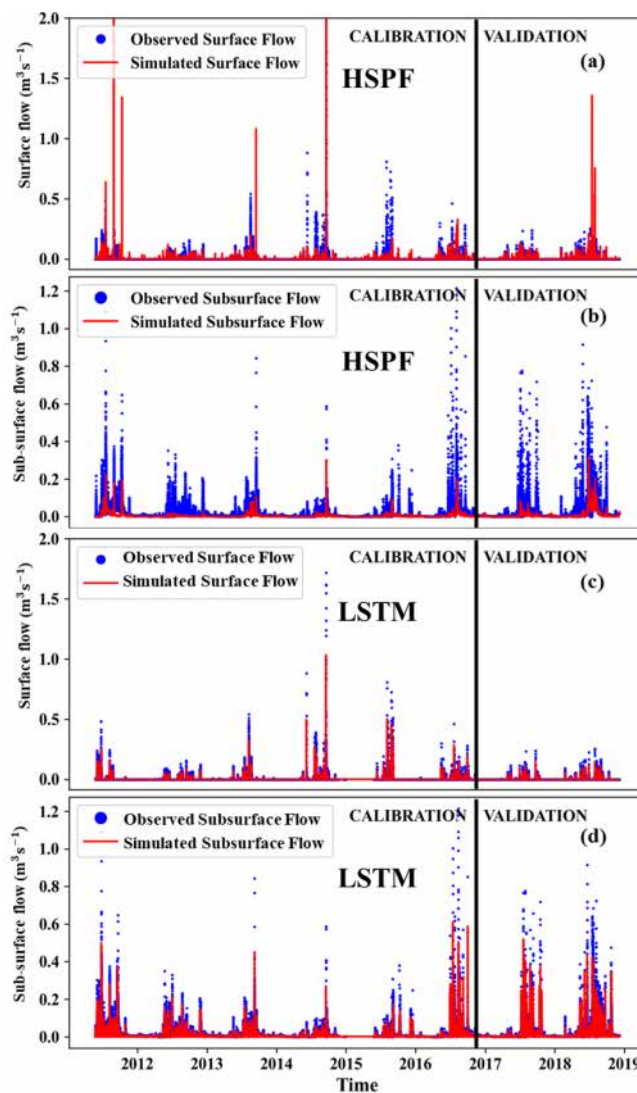 Observed Surface Flow
Simulated Surface Flow
CALIBRATION
VALIDATION
HSPF
(a)
Surface flow (m³s⁻¹)
2.0
1.5
1.0
0.5
0.0
Observed Subsurface Flow
Simulated Subsurface Flow
CALIBRATION
VALIDATION
HSPF
(b)
Sub-surface flow (m³s⁻¹)
1.2
1.0
0.8
0.6
0.4
0.2
0.0
Observed Surface Flow
Simulated Surface Flow
CALIBRATION
VALIDATION
LSTM
(c)
Surface flow (m³s⁻¹)
2.0
1.5
1.0
0.5
0.0
Observed Subsurface Flow
Simulated Subsurface Flow
CALIBRATION
VALIDATION
LSTM
(d)
Sub-surface flow (m³s⁻¹)
1.2
1.0
0.8
0.6
0.4
0.2
0.0
2012 2013 2014 2015 2016 2017 2018 2019
Time